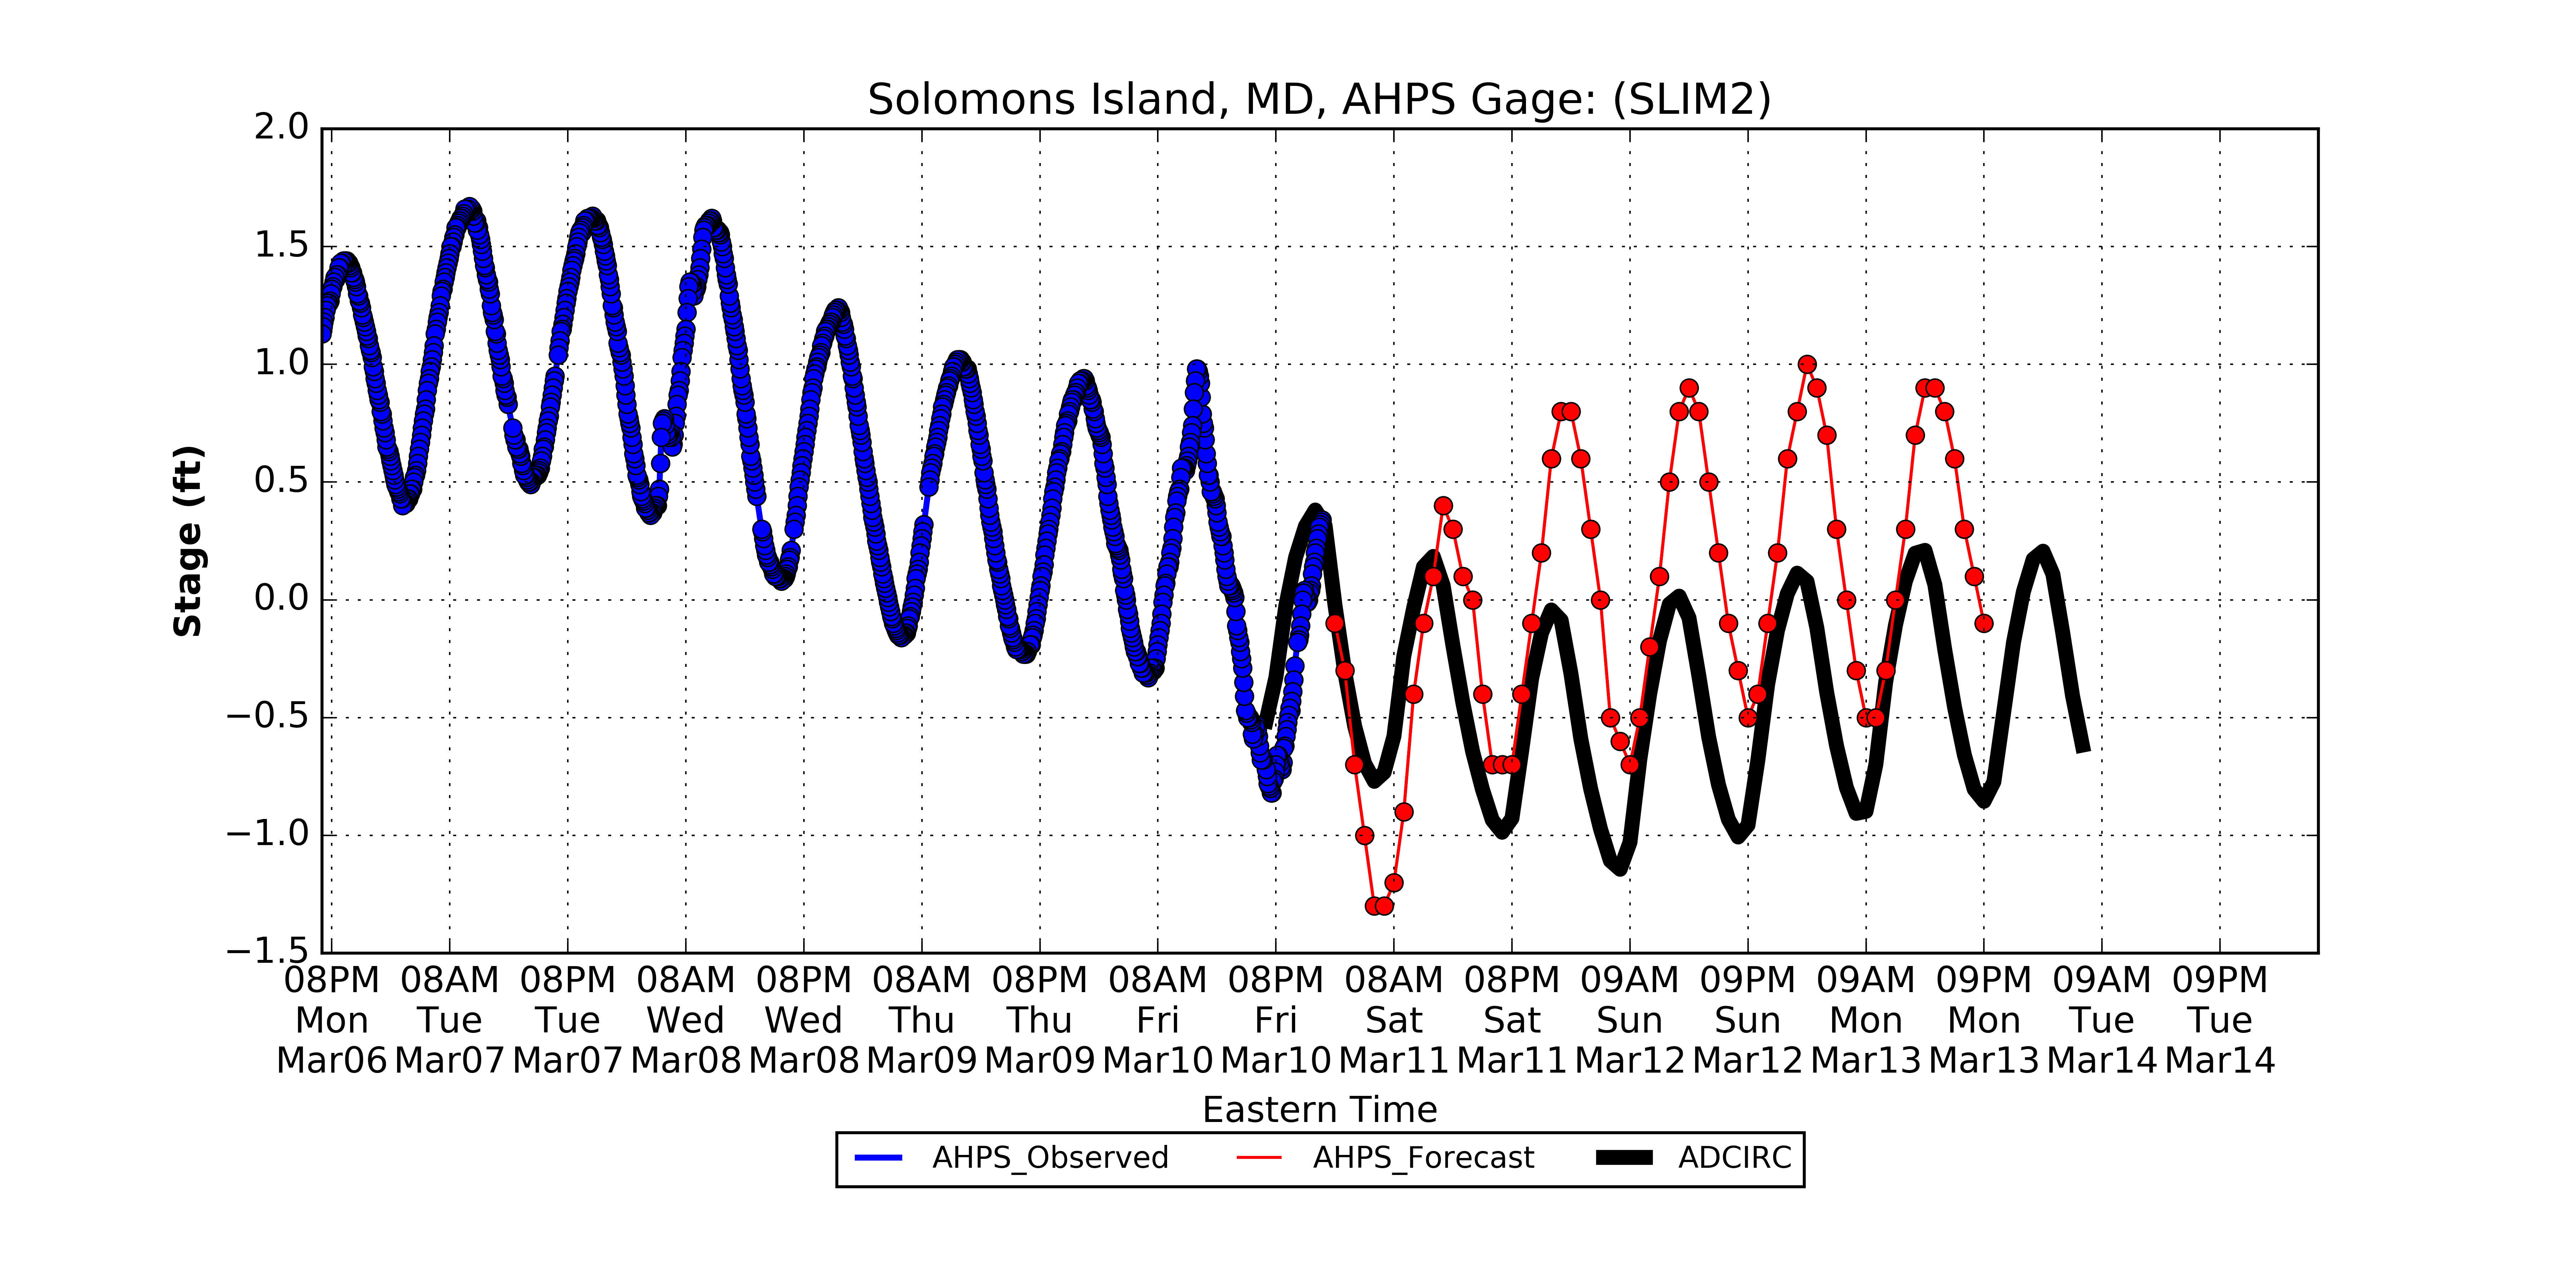 Solomons Island, MD, AHPS Gage: (SLIM2)
2.0
1.5
1.0
0.5
0.0
−0.5
−1.0
−1.5
Stage (ft)
08PM 08AM 08PM 08AM 08PM 08AM 08PM 08AM 08PM 08AM 08PM 09AM 09PM 09AM 09PM 09AM 09PM
Mon Tue Tue Wed Wed Thu Thu Fri Fri Sat Sat Sun Sun Mon Mon Tue Tue
Mar06 Mar07 Mar07 Mar08 Mar08 Mar09 Mar09 Mar10 Mar10 Mar11 Mar11 Mar12 Mar12 Mar13 Mar13 Mar14 Mar14
Eastern Time
AHPS_Observed AHPS_Forecast ADCIRC